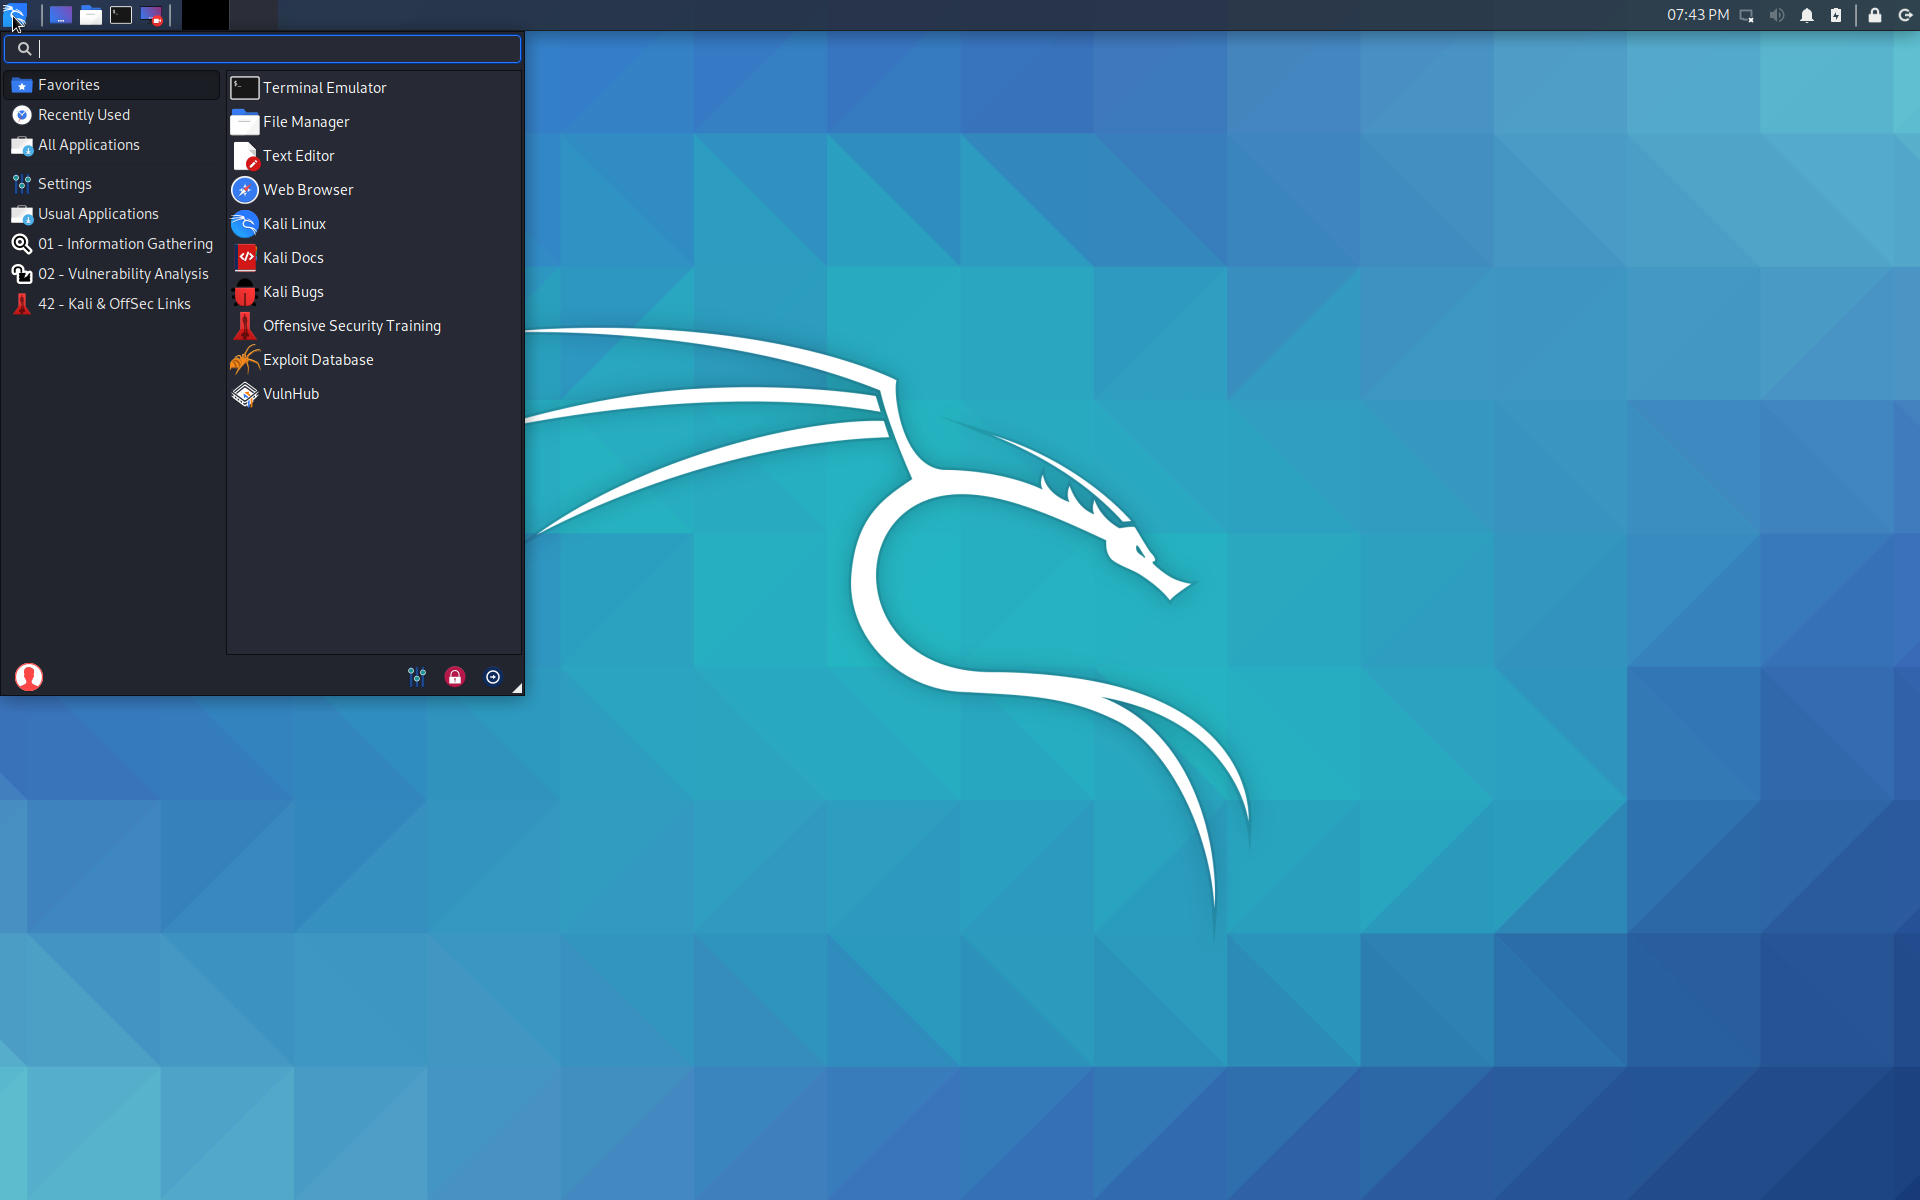 07:43 PM
Favorites
Recently Used
All Applications
Settings
Usual Applications
01 - Information Gathering
02 - Vulnerability Analysis
42 - Kali & OffSec Links
Terminal Emulator
File Manager
Text Editor
Web Browser
Kali Linux
Kali Docs
Kali Bugs
Offensive Security Training
Exploit Database
VulnHub